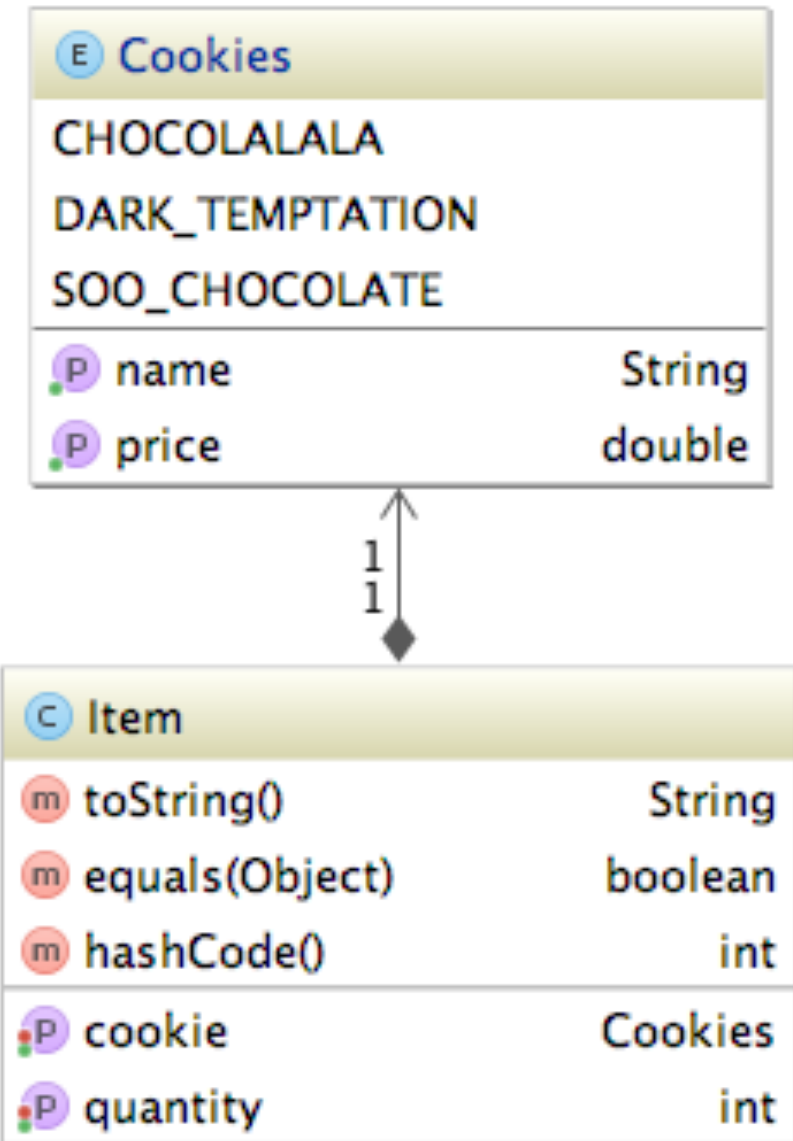 E Cookies
CHOCOLALALA
DARK_TEMPTATION
SOO_CHOCOLATE
P name String
P price double
1
1
C Item
m toString() String
m equals(Object) boolean
m hashCode() int
P cookie Cookies
P quantity int